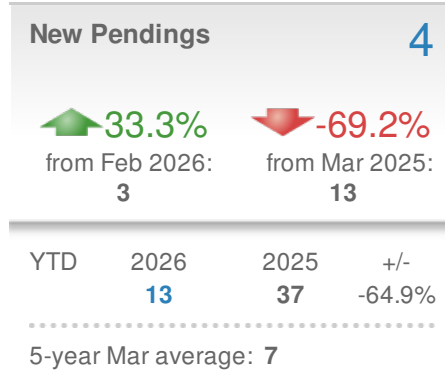 New Pendings 4
33.3% -69.2%
from Feb 2026: from Mar 2025:
3 13
YTD 2026 2025 +/-
13 37 -64.9%
5-year Mar average: 7